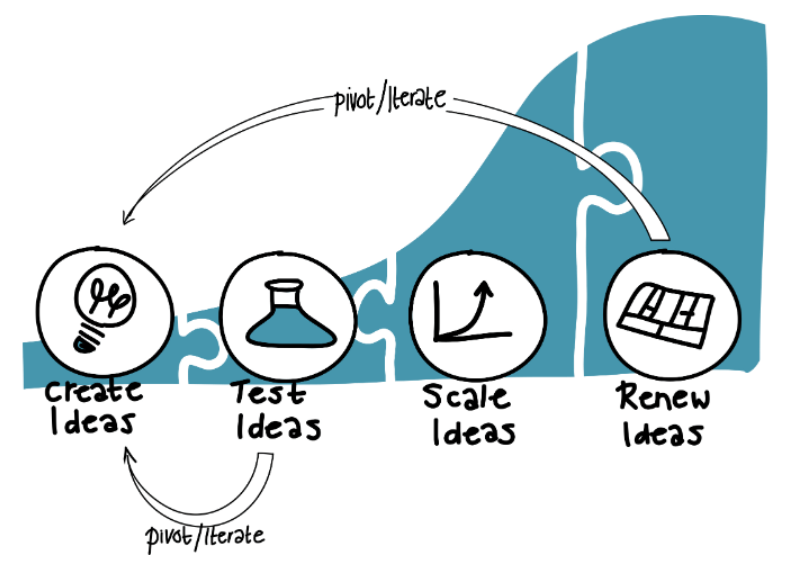 pivot/Iterate
Create
Ideas
Test
Ideas
Scale
Ideas
Renew
Ideas
pivot/Iterate